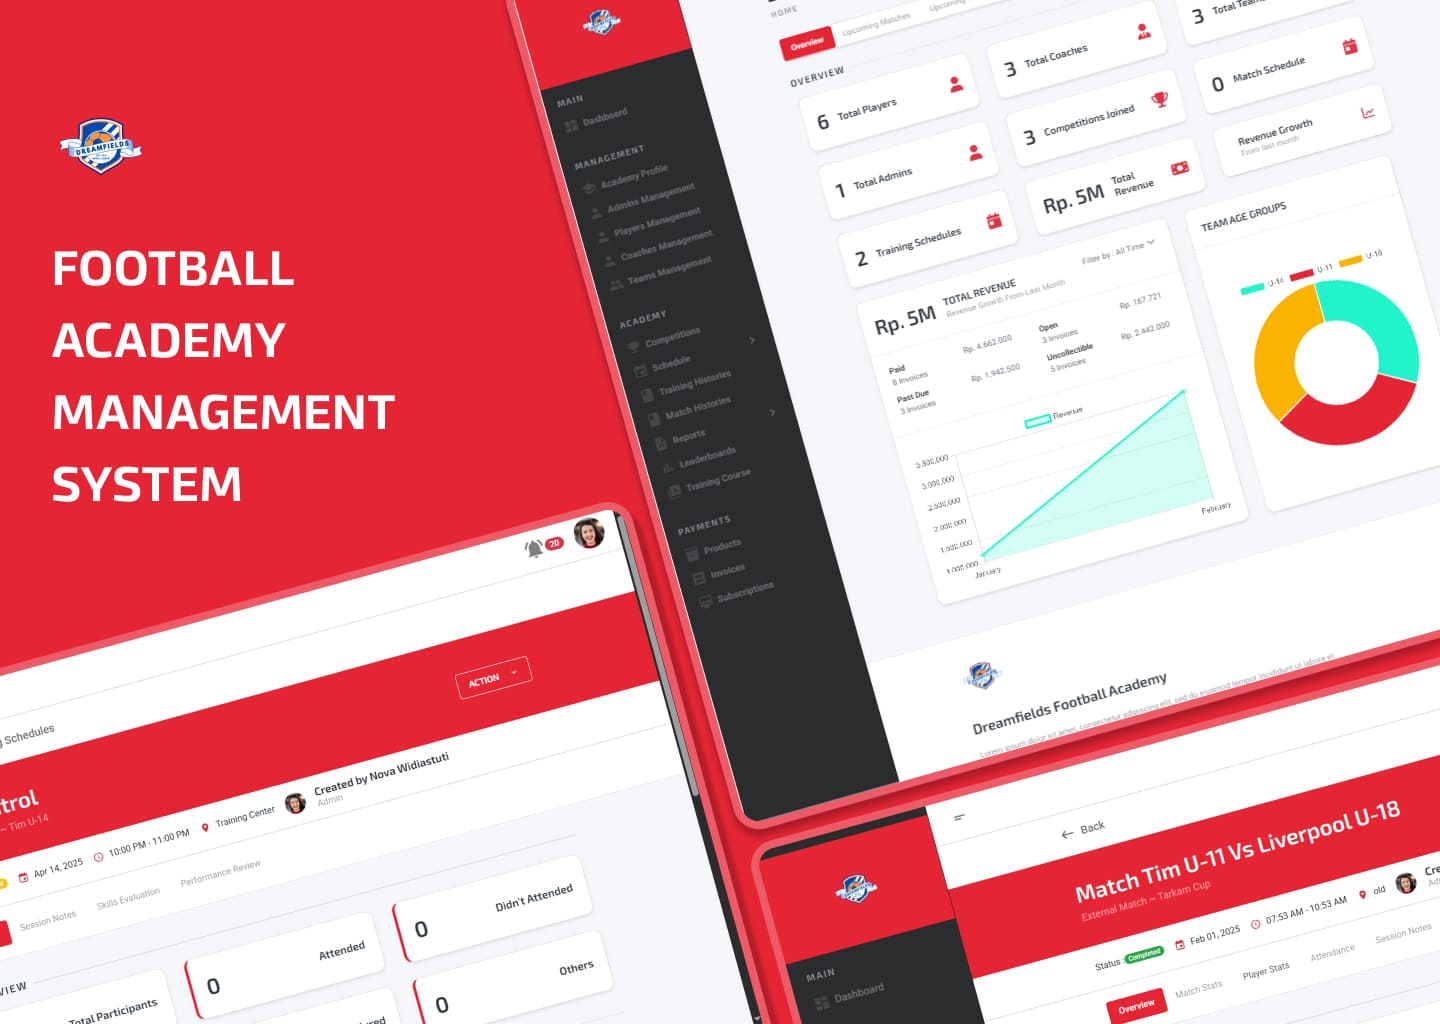 DREAMFIELDS
FOOTBALL
ACADEMY
MANAGEMENT
SYSTEM
MAIN
Dashboard
MANAGEMENT
Academy Profile
Admins Management
Players Management
Coaches Management
Teams Management
ACADEMY
Competitions
Schedule
Training Histories
Match Histories
Reports
Leaderboards
Training Course
PAYMENTS
Products
Invoices
Subscriptions
HOME
Overview
Upcoming Matches
Upcoming
OVERVIEW
6 Total Players
3 Total Coaches
3 Total Team
1 Total Admins
3 Competitions Joined
0 Match Schedule
2 Training Schedules
Rp. 5M Total
Revenue
Revenue Growth
From last month
Rp. 5M TOTAL REVENUE
Revenue Growth From Last Month
Filter by : All Time
Paid
8 Invoices
Rp. 4.662.000
Open
3 Invoices
Rp. 167.721
Past Due
3 Invoices
Rp. 1.942.500
Uncollectible
5 Invoices
Rp. 2.442.000
Revenue
3,500,000
3,000,000
2,500,000
2,000,000
1,500,000
1,000,000
January
February
TEAM AGE GROUPS
U-14 U-11 U-18
Dreamfields Football Academy
Lorem ipsum dolor sit amet, consectetur adipiscing elit, sed do eiusmod tempor incididunt ut labore et
20
g Schedules
ACTION
trol
~ Tim U-14
Apr 14, 2025
10:00 PM - 11:00 PM
Training Center
Created by Nova Widiastuti
Admin
Session Notes
Skills Evaluation
Performance Review
VIEW
Total Participants
0 Attended
0 Didn't Attended
0 Others
MAIN
Dashboard
Back
Match Tim U-11 Vs Liverpool U-18
External Match ~ Tarkam Cup
Status : Completed
Feb 01, 2025
07:53 AM - 10:53 AM
old
Cre
Ad
Overview
Match Stats
Player Stats
Attendance
Session Notes